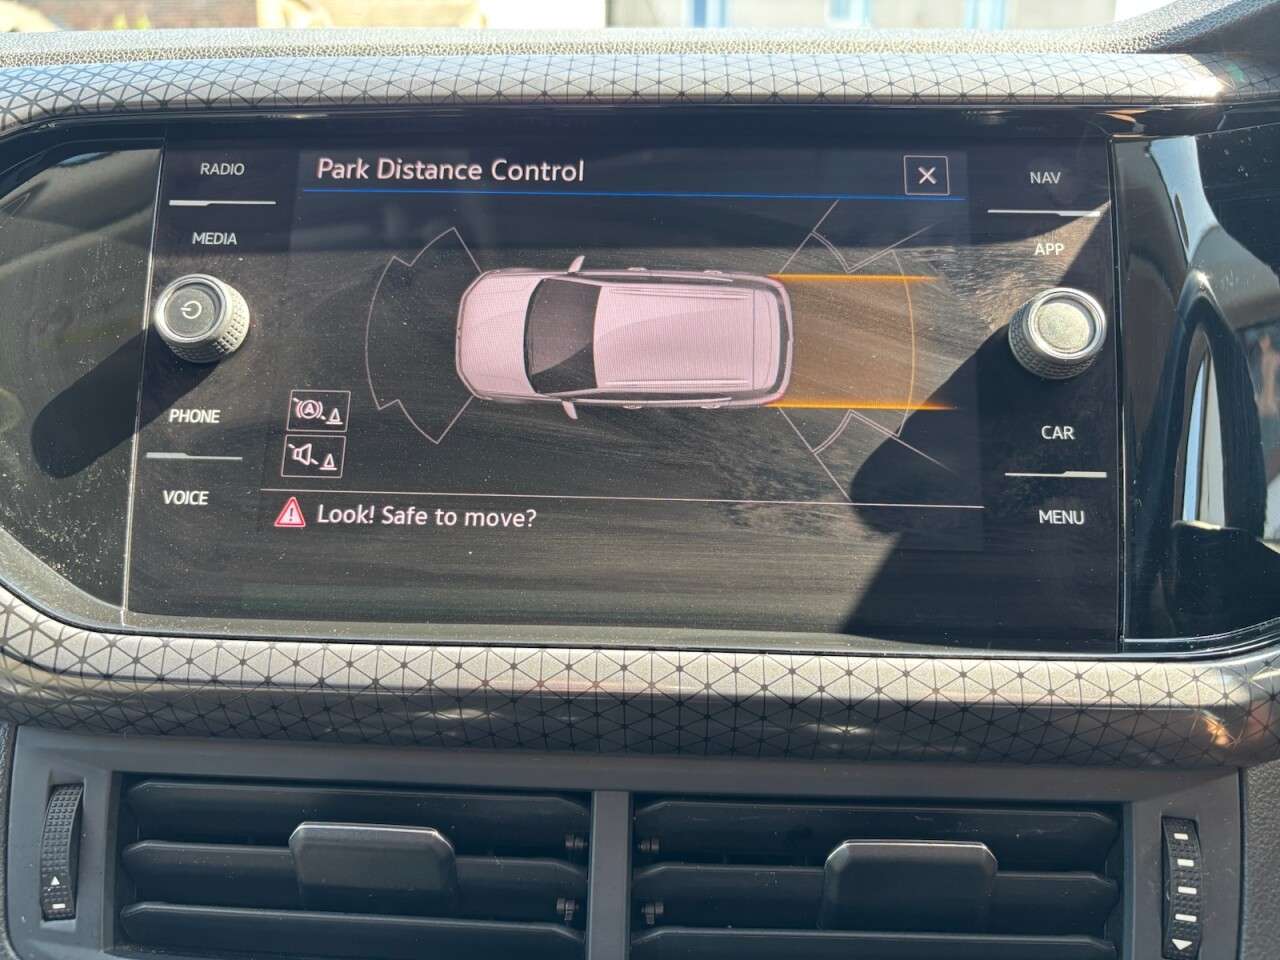 RADIO
Park Distance Control
NAV
MEDIA
APP
A
PHONE
CAR
VOICE
Look! Safe to move?
MENU